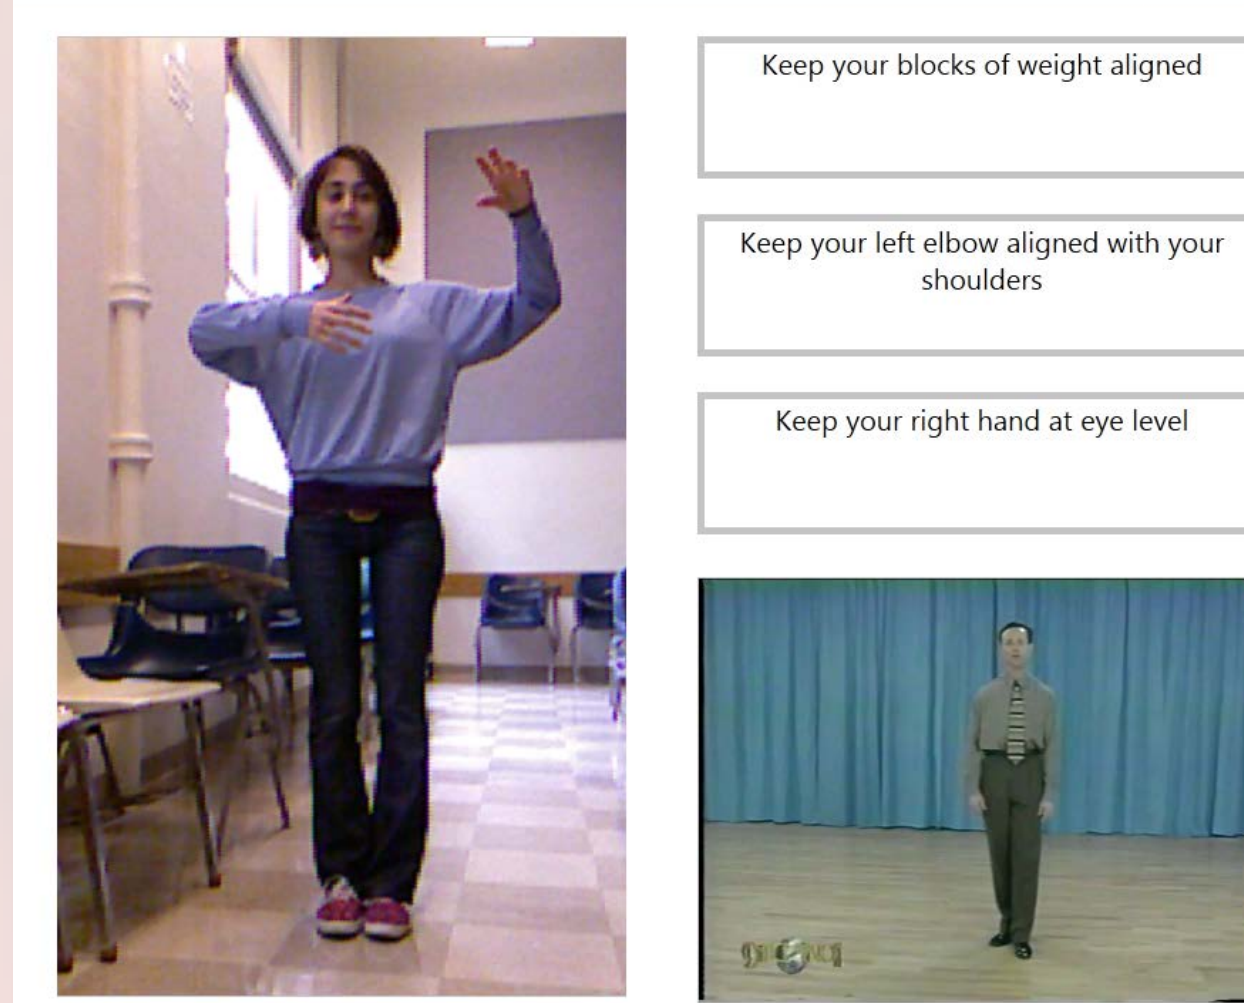 Keep your blocks of weight aligned
Keep your left elbow aligned with your
shoulders
Keep your right hand at eye level